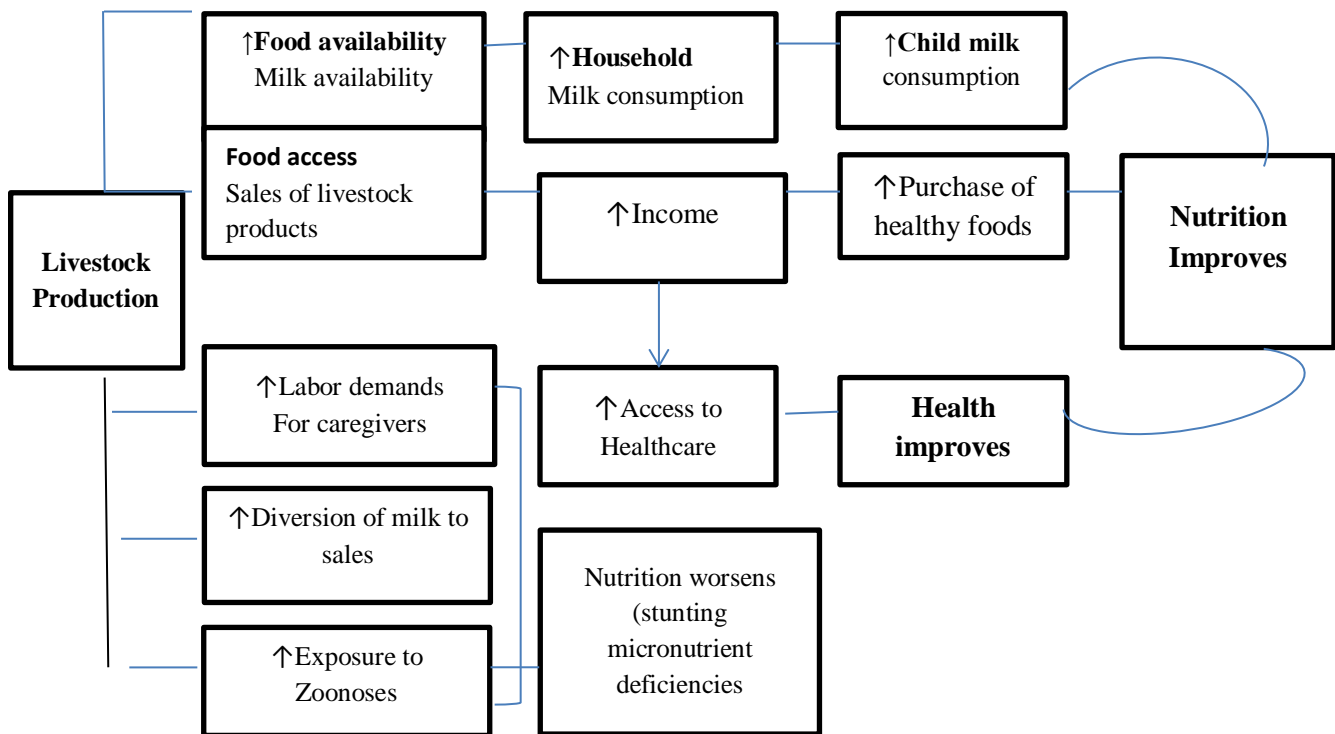 ↑Food availability
Milk availability
↑Household
Milk consumption
↑Child milk
consumption
Food access
Sales of livestock
products
↑Income
↑Purchase of
healthy foods
Nutrition
Improves
Livestock
Production
↑Labor demands
For caregivers
↑Access to
Healthcare
Health
improves
↑Diversion of milk to
sales
Nutrition worsens
(stunting
micronutrient
deficiencies
↑Exposure to
Zoonoses